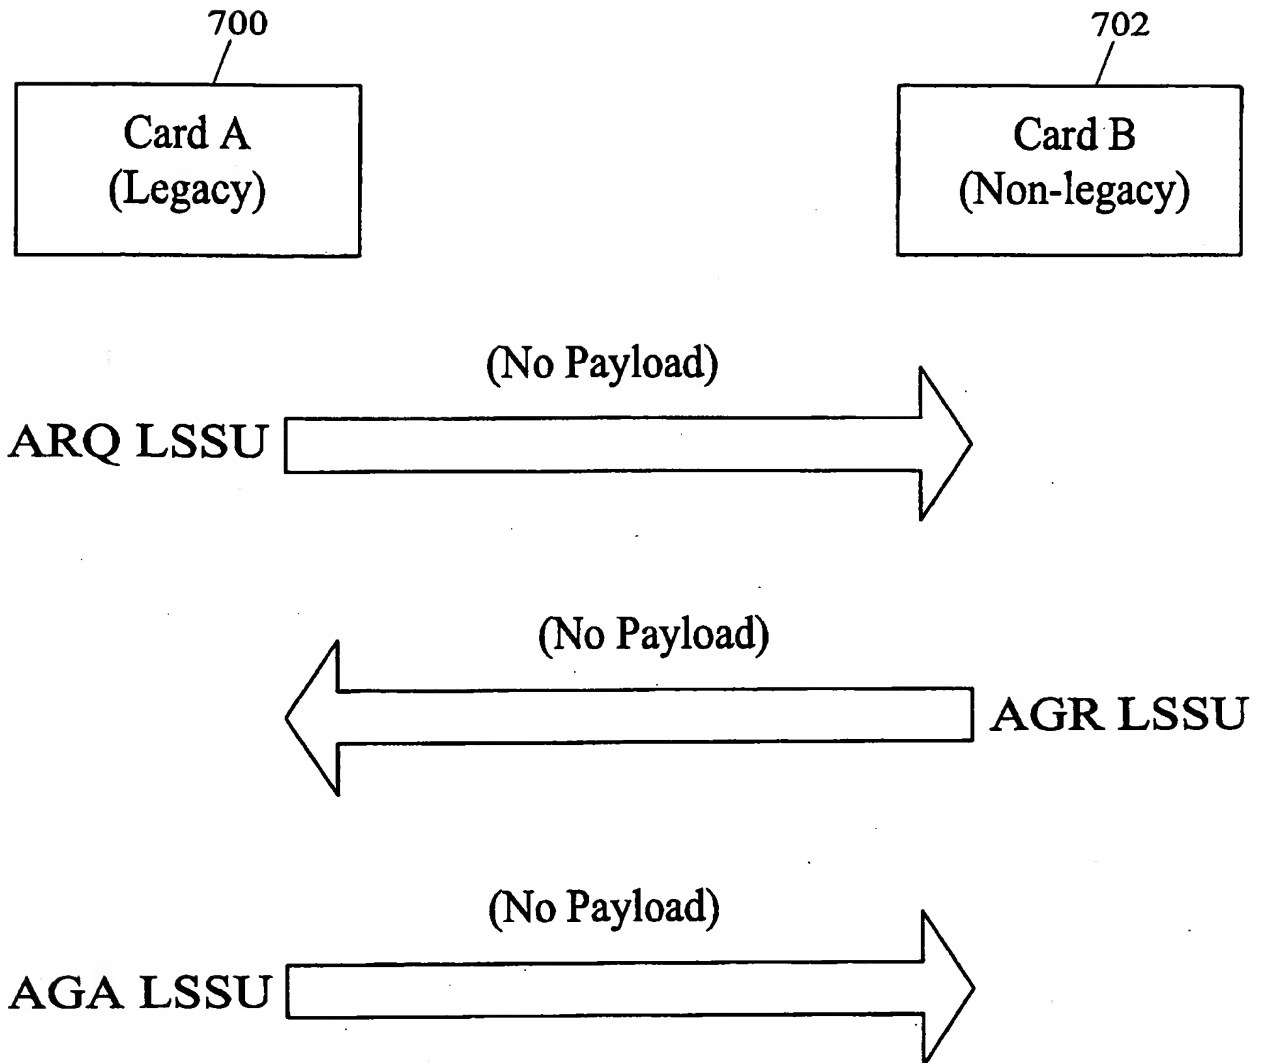 700
702
Card A
(Legacy)
Card B
(Non-legacy)
(No Payload)
ARQ LSSU
(No Payload)
AGR LSSU
(No Payload)
AGA LSSU